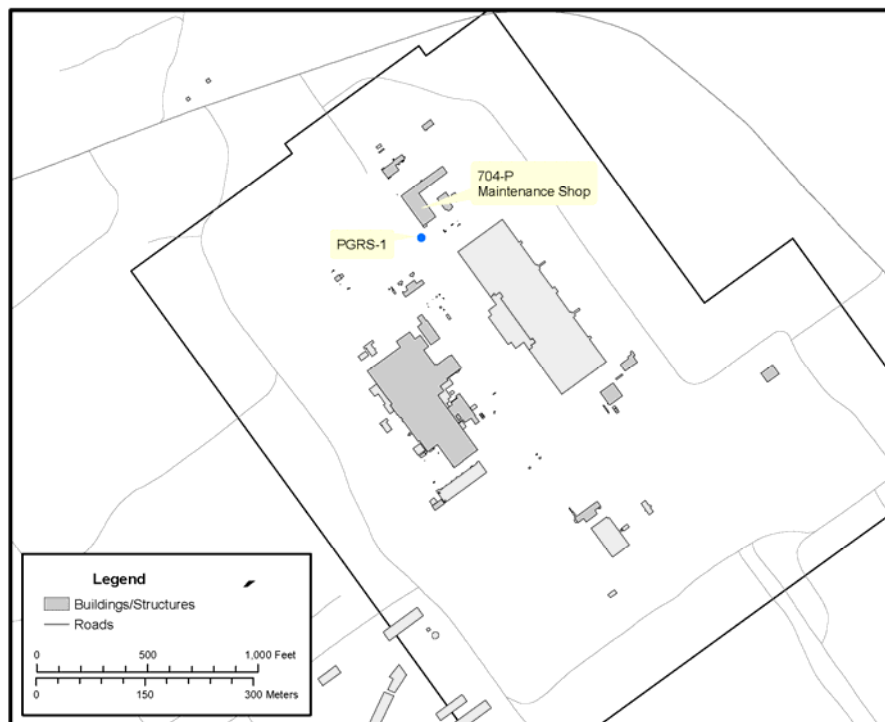 704-P
Maintenance Shop
PGRS-1
Legend
Buildings/Structures
Roads
0 500 1,000 Feet
0 150 300 Meters